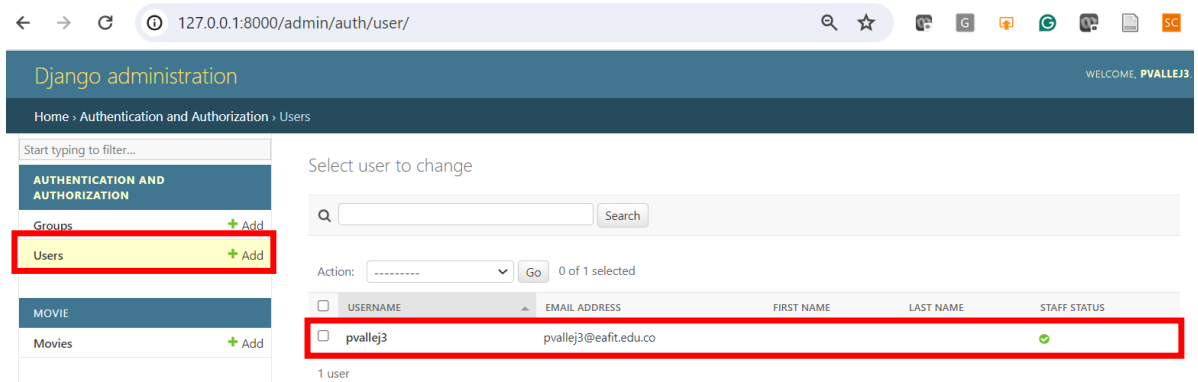 127.0.0.1:8000/admin/auth/user/
G
SC
Django administration
WELCOME, PVALLEJ3.
Home › Authentication and Authorization › Users
Start typing to filter...
AUTHENTICATION AND
AUTHORIZATION
Groups + Add
Users + Add
MOVIE
Movies + Add
Select user to change
Search
Action: --------- Go 0 of 1 selected
USERNAME EMAIL ADDRESS FIRST NAME LAST NAME STAFF STATUS
pvallej3 pvallej3@eafit.edu.co
1 user